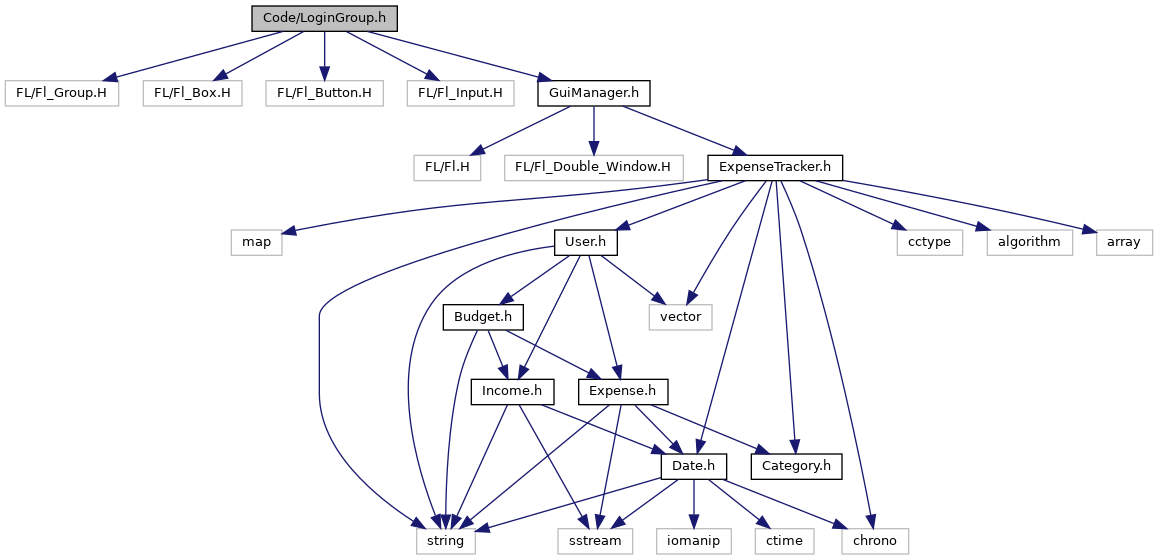 Code/LoginGroup.h
FL/Fl_Group.H
FL/Fl_Box.H
FL/Fl_Button.H
FL/Fl_Input.H
GuiManager.h
FL/Fl.H
FL/Fl_Double_Window.H
ExpenseTracker.h
map
User.h
cctype
algorithm
array
Budget.h
vector
Income.h
Expense.h
Date.h
Category.h
string
sstream
iomanip
ctime
chrono